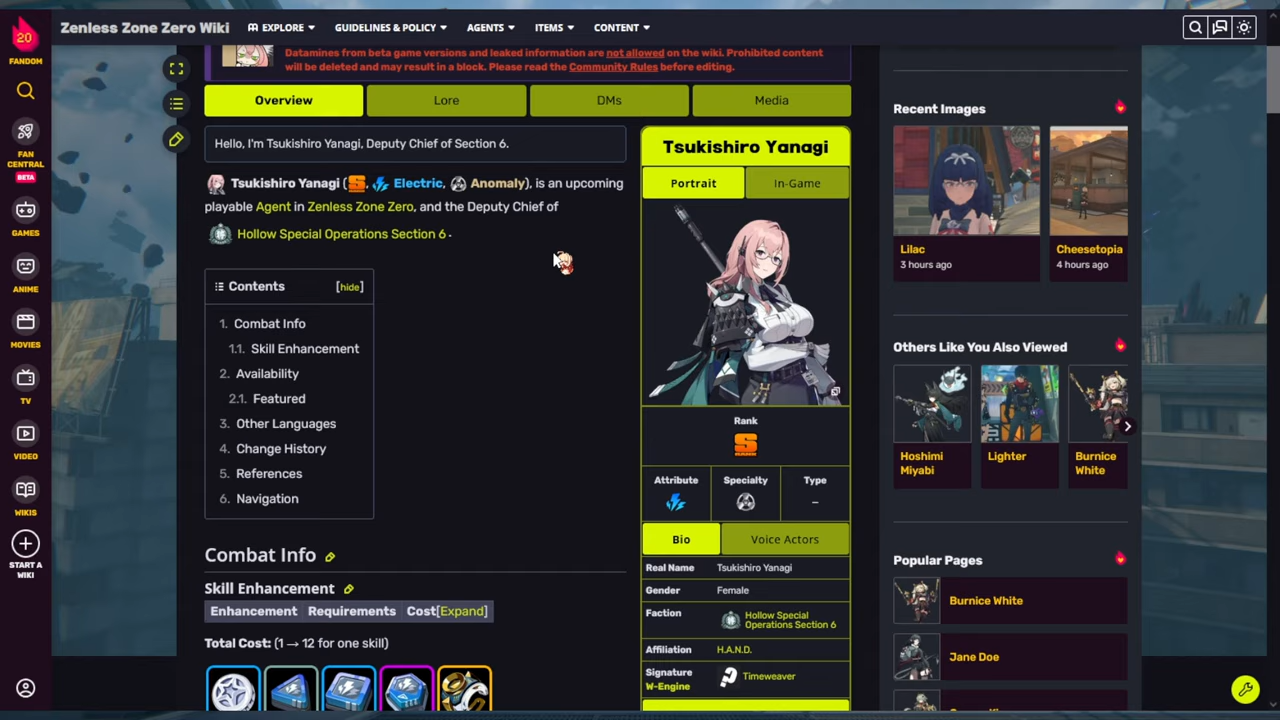 20
FANDOM
FAN CENTRAL
BETA
GAMES
ANIME
MOVIES
TV
VIDEO
WIKIS
START A WIKI
Zenless Zone Zero Wiki
EXPLORE
GUIDELINES & POLICY
AGENTS
ITEMS
CONTENT
Datamines from beta game versions and leaked information are not allowed on the wiki. Prohibited content
will be deleted and may result in a block. Please read the Community Rules before editing.
Overview
Lore
DMs
Media
Hello, I'm Tsukishiro Yanagi, Deputy Chief of Section 6.
Tsukishiro Yanagi (S, Electric, Anomaly), is an upcoming
playable Agent in Zenless Zone Zero, and the Deputy Chief of
Hollow Special Operations Section 6.
Contents [hide]
1. Combat Info
1.1. Skill Enhancement
2. Availability
2.1. Featured
3. Other Languages
4. Change History
5. References
6. Navigation
Combat Info
Skill Enhancement
Enhancement Requirements Cost[Expand]
Total Cost: (1 → 12 for one skill)
Tsukishiro Yanagi
Portrait
In-Game
Rank
S
RANK
Attribute
Specialty
Type
–
Bio
Voice Actors
Real Name Tsukishiro Yanagi
Gender Female
Faction Hollow Special
Operations Section 6
Affiliation H.A.N.D.
Signature
W-Engine Timeweaver
Recent Images
Lilac
3 hours ago
Cheesetopia
4 hours ago
Others Like You Also Viewed
Hoshimi
Miyabi
Lighter
Burnice
White
Popular Pages
Burnice White
Jane Doe